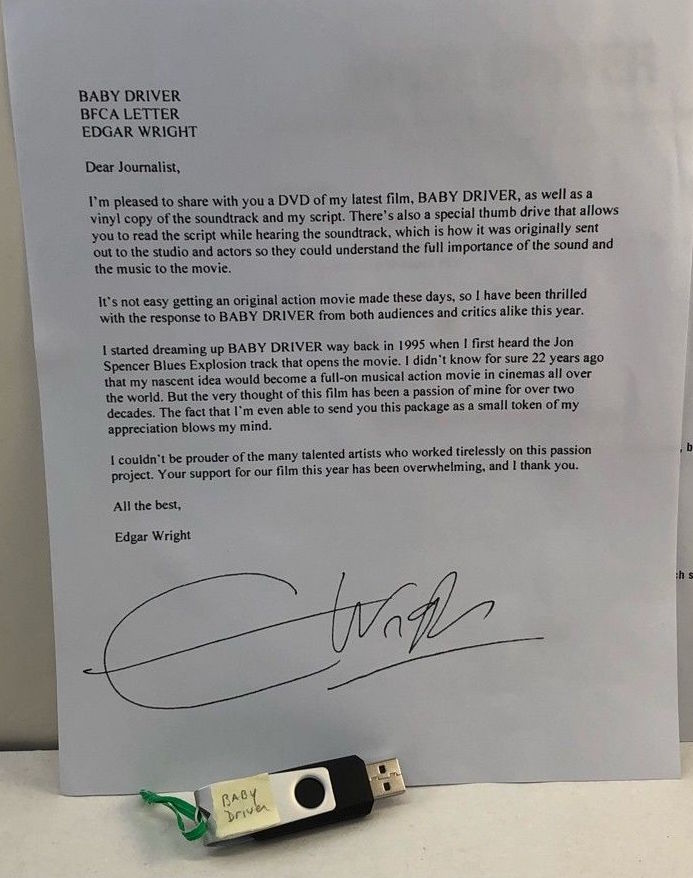 BABY DRIVER
BFCA LETTER
EDGAR WRIGHT
Dear Journalist,
I'm pleased to share with you a DVD of my latest film, BABY DRIVER, as well as a
vinyl copy of the soundtrack and my script. There's also a special thumb drive that allows
you to read the script while hearing the soundtrack, which is how it was originally sent
out to the studio and actors so they could understand the full importance of the sound and
the music to the movie.
It's not easy getting an original action movie made these days, so I have been thrilled
with the response to BABY DRIVER from both audiences and critics alike this year.
I started dreaming up BABY DRIVER way back in 1995 when I first heard the Jon
Spencer Blues Explosion track that opens the movie. I didn't know for sure 22 years ago
that my nascent idea would become a full-on musical action movie in cinemas all over
the world. But the very thought of this film has been a passion of mine for over two
decades. The fact that I'm even able to send you this package as a small token of my
appreciation blows my mind.
I couldn't be prouder of the many talented artists who worked tirelessly on this passion
project. Your support for our film this year has been overwhelming, and I thank you.
All the best,
Edgar Wright
E Wright
BABY
Driver